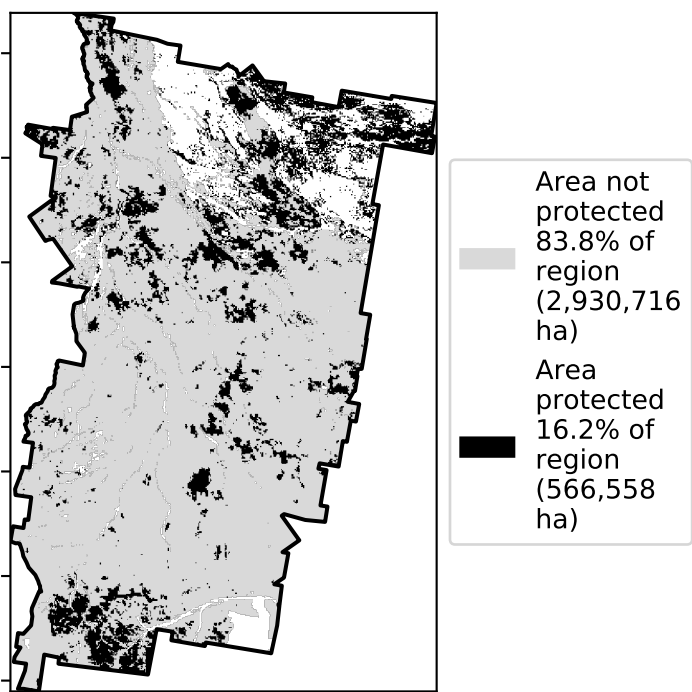 Area not
protected
83.8% of
region
(2,930,716
ha)
Area
protected
16.2% of
region
(566,558
ha)